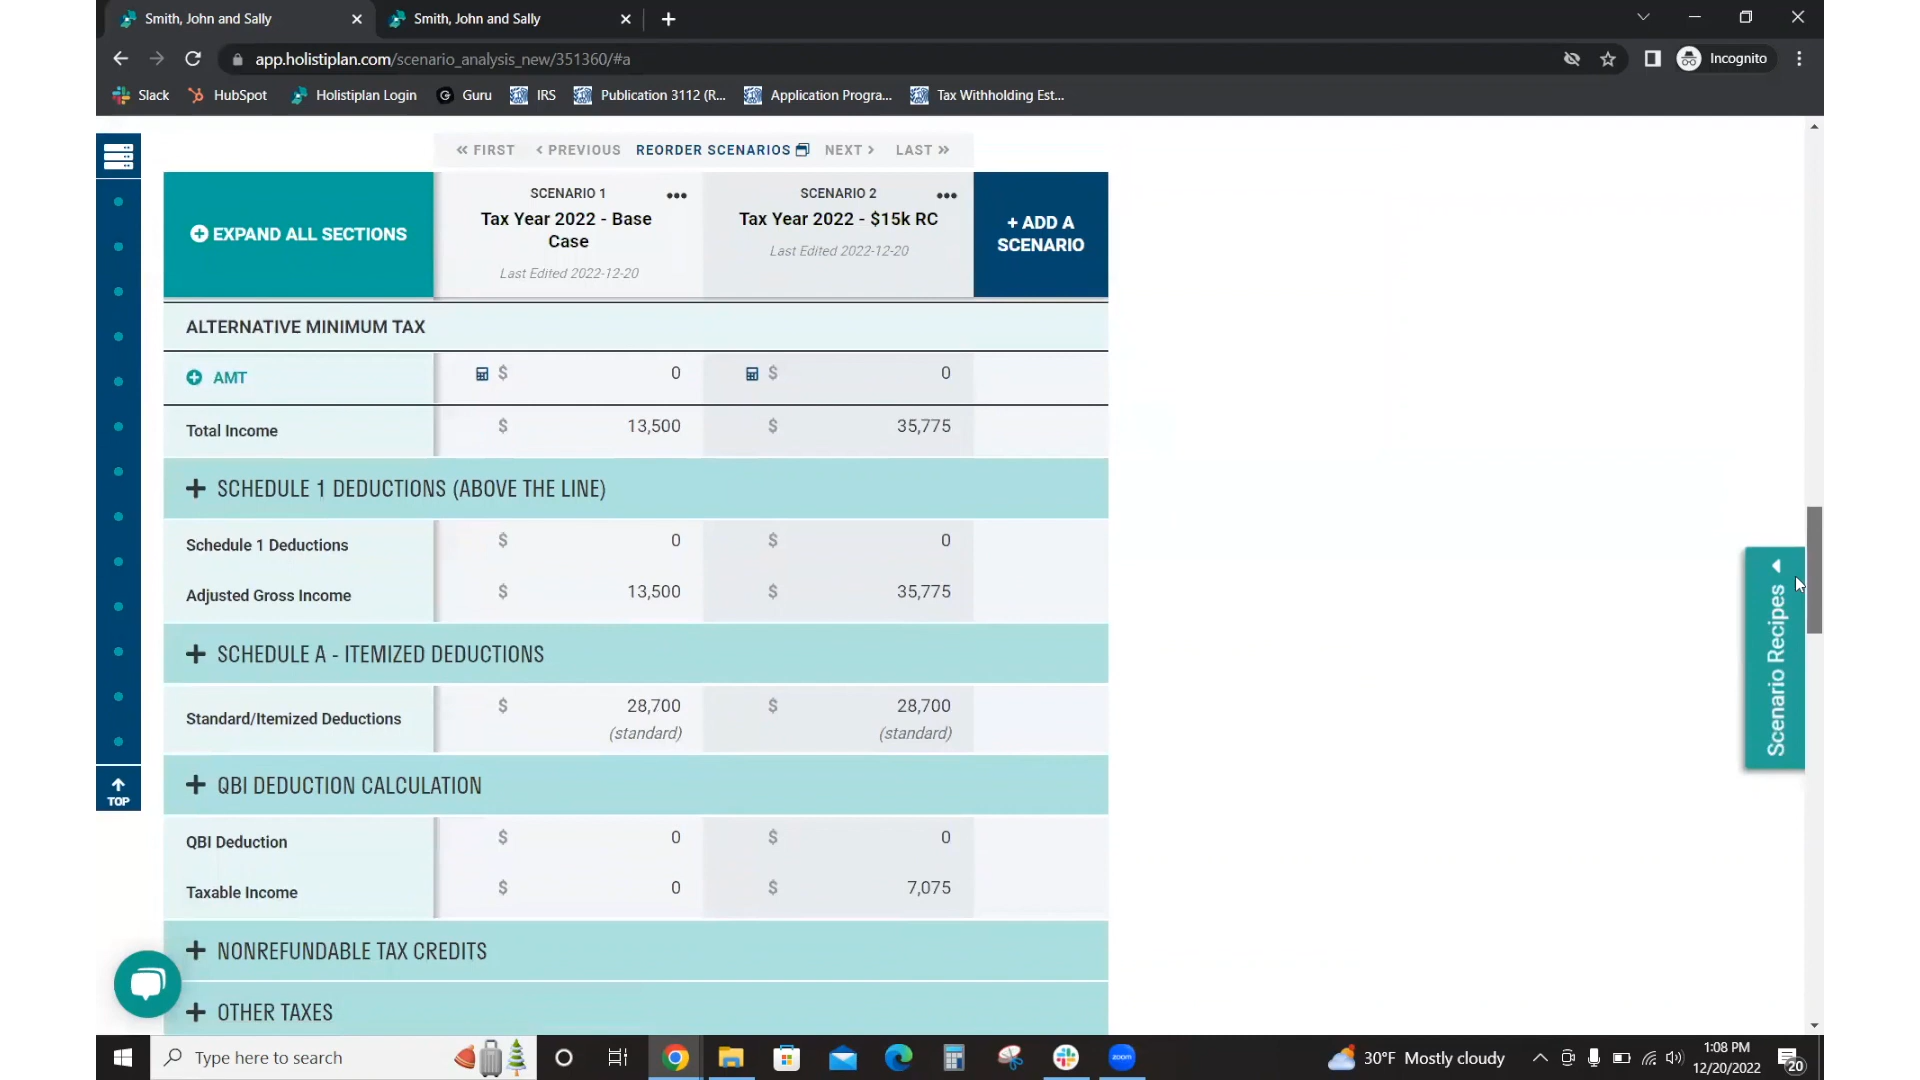 Smith, John and Sally
Smith, John and Sally
app.holistiplan.com/scenario_analysis_new/351360/#a
Incognito
Slack HubSpot Holistiplan Login Guru IRS Publication 3112 (R... Application Progra... Tax Withholding Est...
FIRST PREVIOUS REORDER SCENARIOS NEXT LAST
EXPAND ALL SECTIONS
SCENARIO 1
Tax Year 2022 - Base
Case
Last Edited 2022-12-20
SCENARIO 2
Tax Year 2022 - $15k RC
Last Edited 2022-12-20
+ ADD A
SCENARIO
ALTERNATIVE MINIMUM TAX
AMT $ 0 $ 0
Total Income $ 13,500 $ 35,775
SCHEDULE 1 DEDUCTIONS (ABOVE THE LINE)
Schedule 1 Deductions $ 0 $ 0
Adjusted Gross Income $ 13,500 $ 35,775
SCHEDULE A - ITEMIZED DEDUCTIONS
Standard/Itemized Deductions $ 28,700 $ 28,700
(standard) (standard)
QBI DEDUCTION CALCULATION
QBI Deduction $ 0 $ 0
Taxable Income $ 0 $ 7,075
NONREFUNDABLE TAX CREDITS
OTHER TAXES
TOP
Scenario Recipes
Type here to search
zoom
30°F Mostly cloudy
1:08 PM
12/20/2022
20